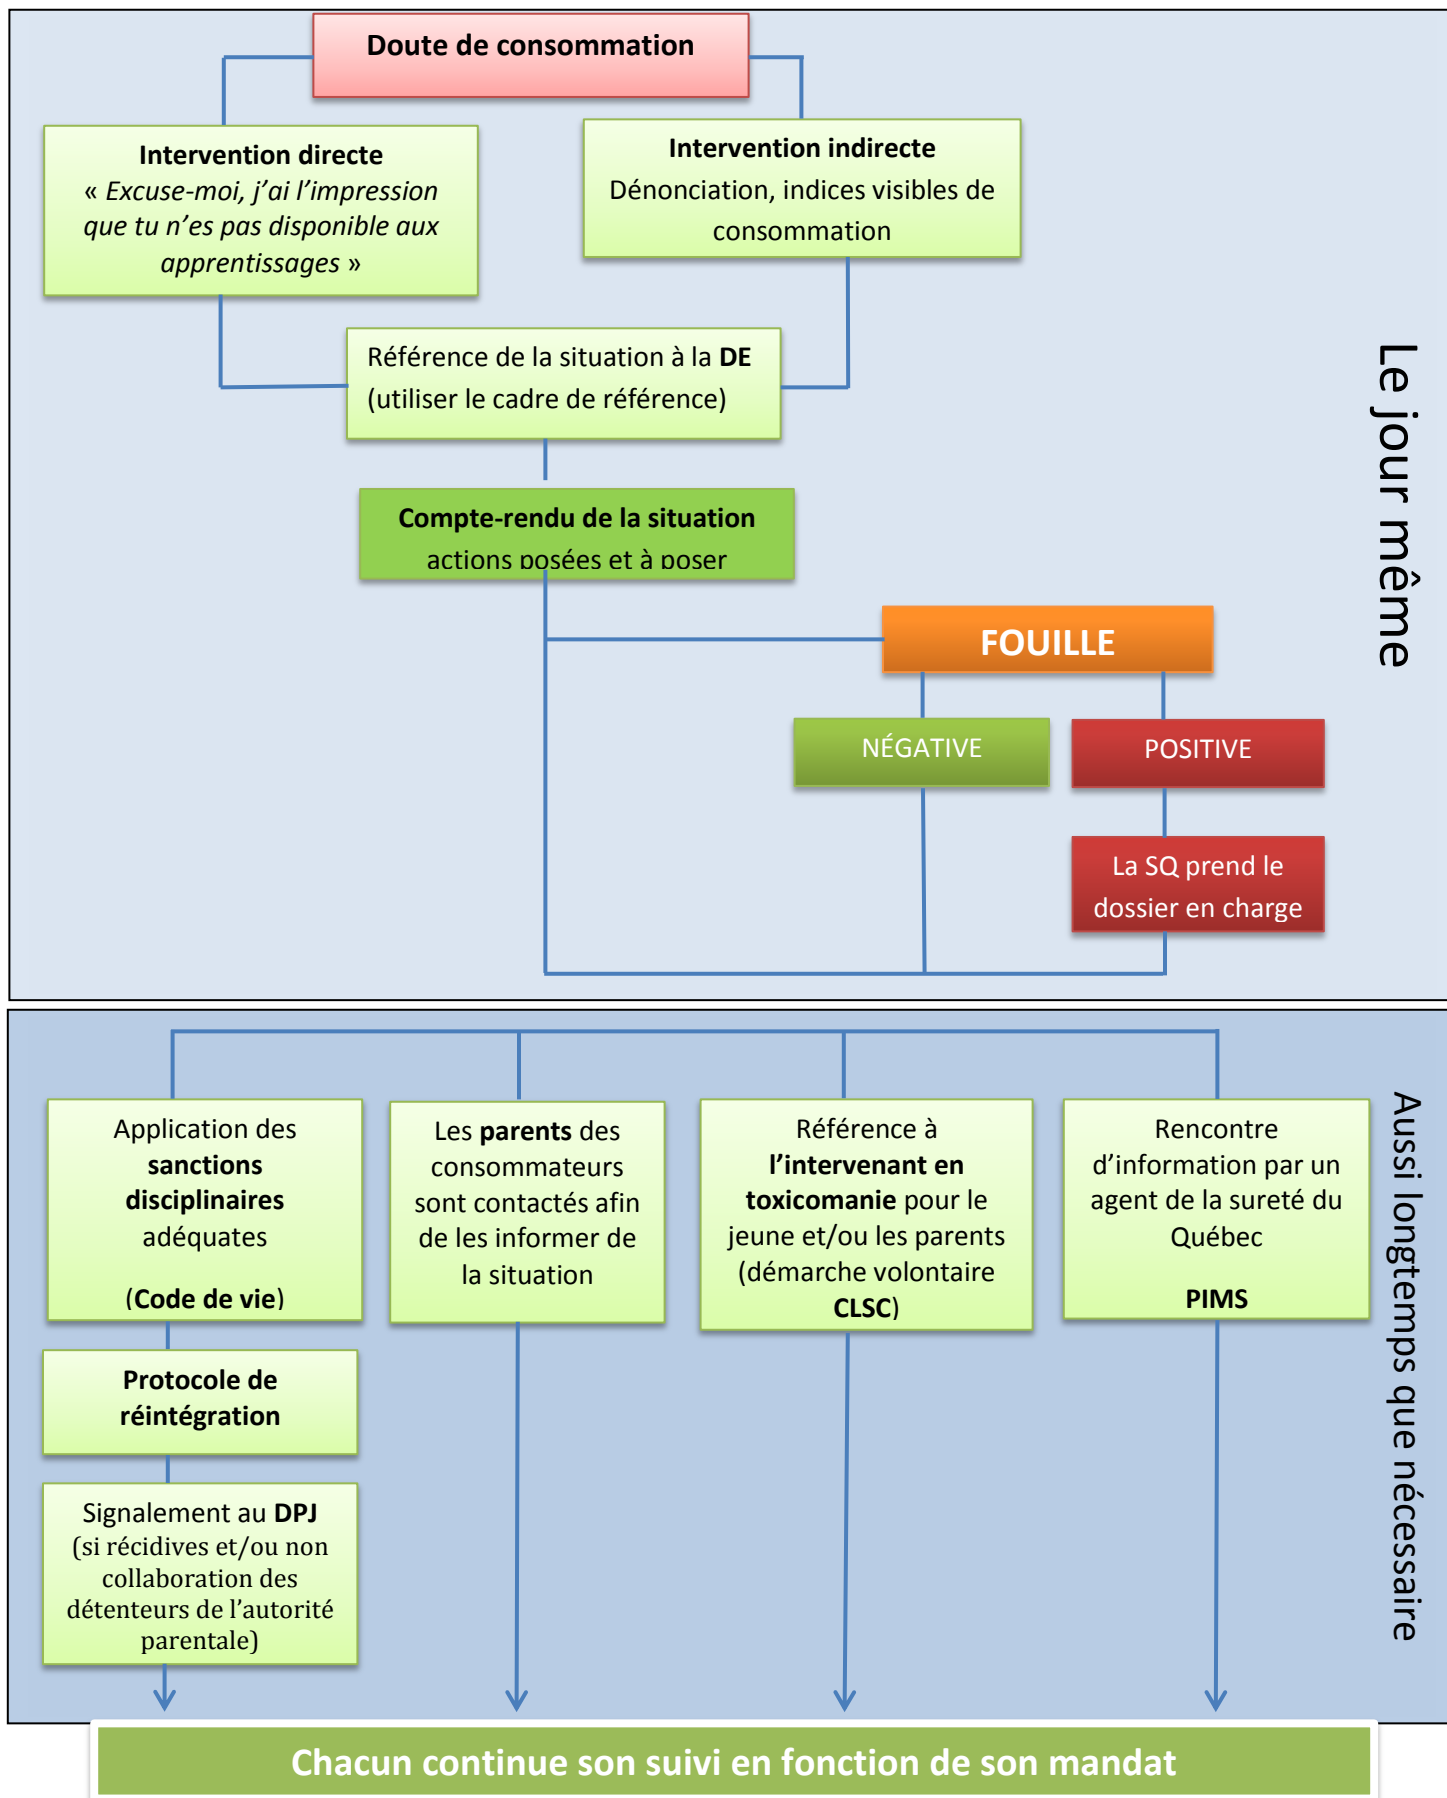 Doute de consommation
Intervention directe
« Excuse-moi, j'ai l'impression
que tu n'es pas disponible aux
apprentissages »
Intervention indirecte
Dénonciation, indices visibles de
consommation
Référence de la situation à la DE
(utiliser le cadre de référence)
Compte-rendu de la situation
actions posées et à poser
FOUILLE
NÉGATIVE
POSITIVE
La SQ prend le
dossier en charge
Le jour même
Application des
sanctions
disciplinaires
adéquates
(Code de vie)
Les parents des
consommateurs
sont contactés afin
de les informer de
la situation
Référence à
l'intervenant en
toxicomanie pour le
jeune et/ou les parents
(démarche volontaire
CLSC)
Rencontre
d'information par un
agent de la sureté du
Québec
PIMS
Protocole de
réintégration
Signalement au DPJ
(si récidives et/ou non
collaboration des
détenteurs de l'autorité
parentale)
Aussi longtemps que nécessaire
Chacun continue son suivi en fonction de son mandat